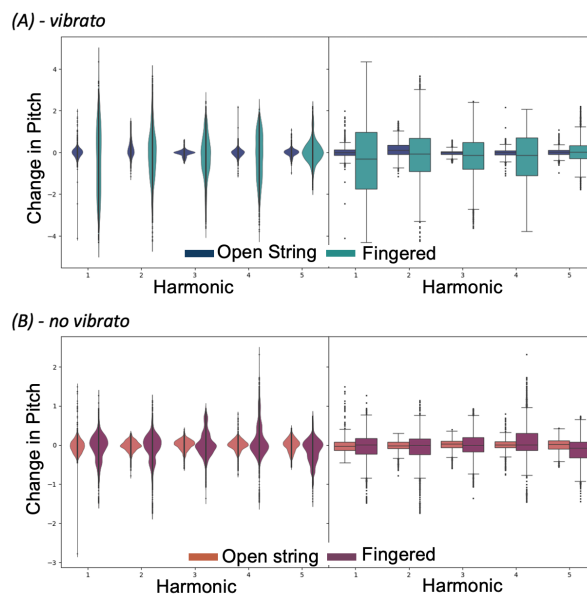 (A) - vibrato
Change in Pitch
4
2
0
−2
−4
Open String Fingered
1 2 3 4 5 1 2 3 4 5
Harmonic Harmonic
(B) - no vibrato
Change in Pitch
2
1
0
−1
−2
−3
Open string Fingered
1 2 3 4 5 1 2 3 4 5
Harmonic Harmonic